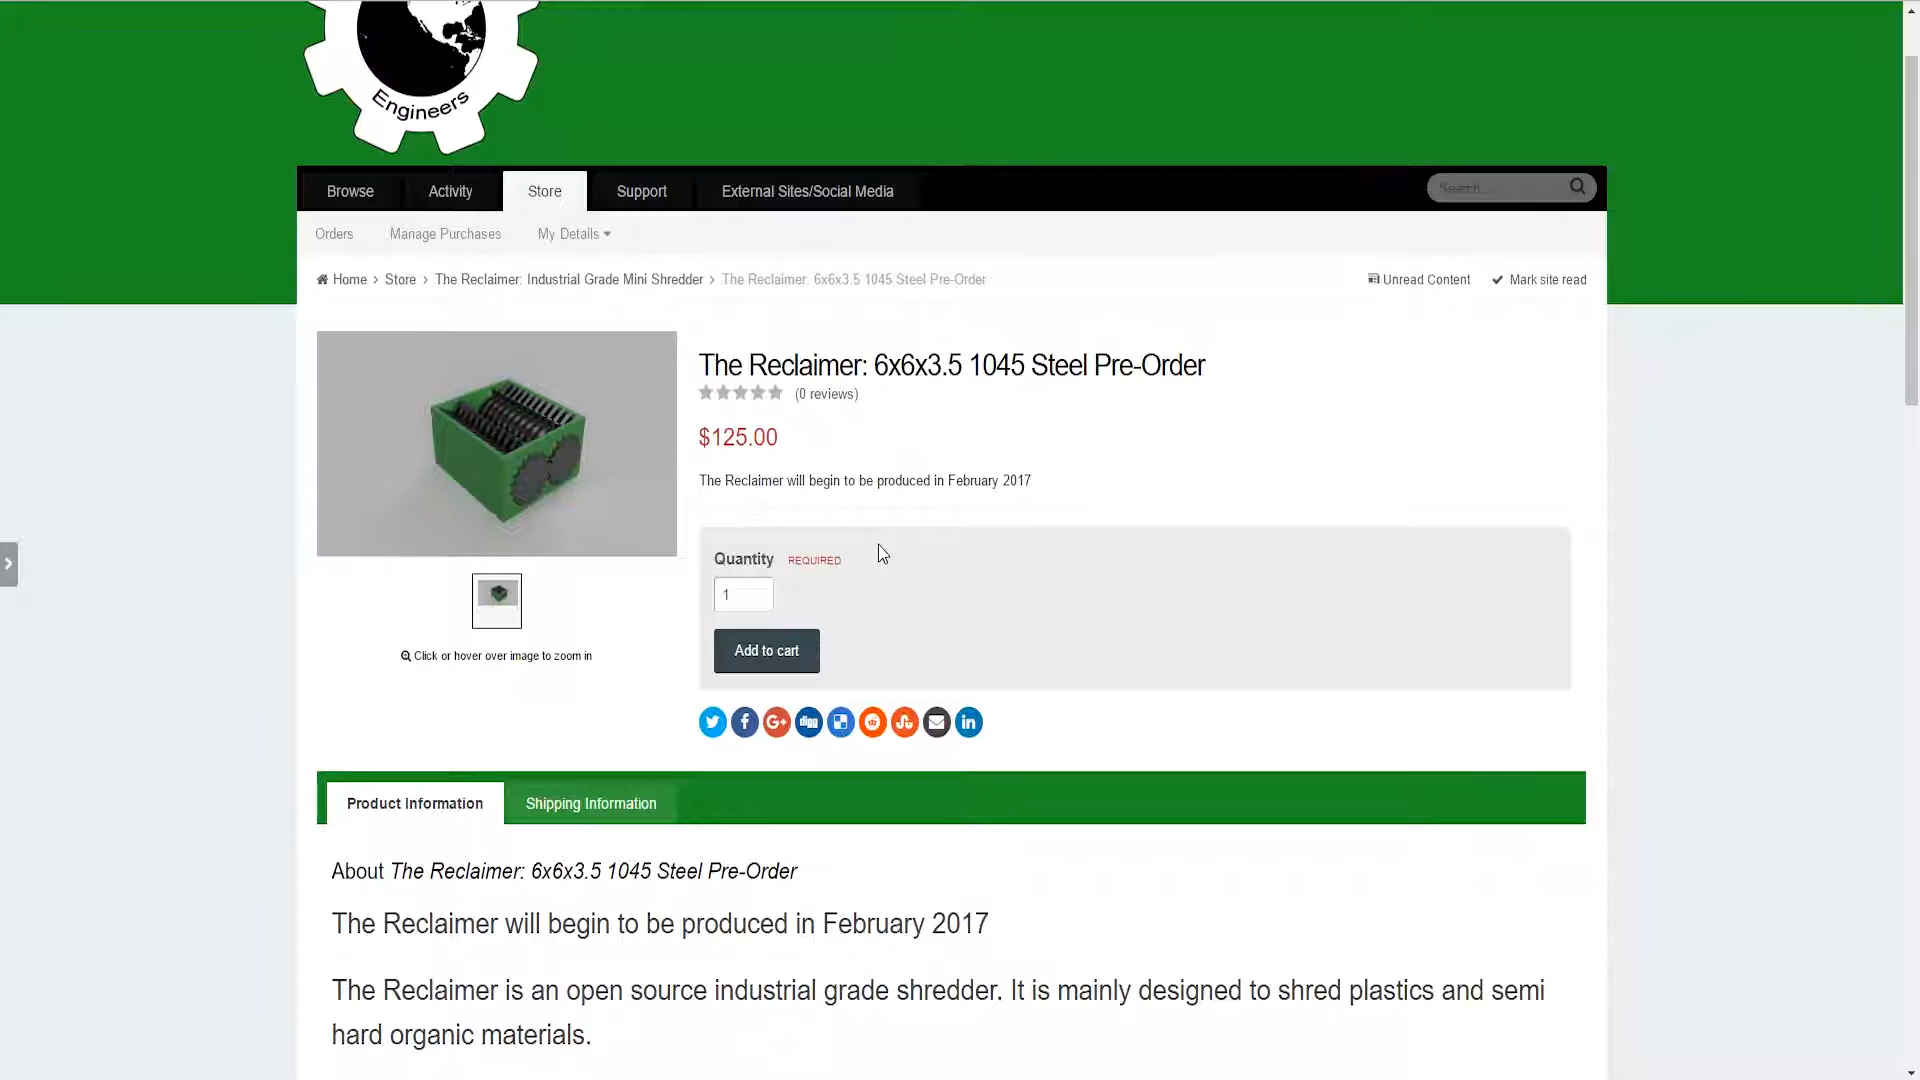 Engineers
Browse
Activity
Store
Support
External Sites/Social Media
Search...
Orders
Manage Purchases
My Details
Home > Store > The Reclaimer: Industrial Grade Mini Shredder > The Reclaimer: 6x6x3.5 1045 Steel Pre-Order
Unread Content
Mark site read
The Reclaimer: 6x6x3.5 1045 Steel Pre-Order
(0 reviews)
$125.00
The Reclaimer will begin to be produced in February 2017
Quantity REQUIRED
1
Add to cart
Click or hover over image to zoom in
digg
Product Information
Shipping Information
About The Reclaimer: 6x6x3.5 1045 Steel Pre-Order
The Reclaimer will begin to be produced in February 2017
The Reclaimer is an open source industrial grade shredder. It is mainly designed to shred plastics and semi
hard organic materials.